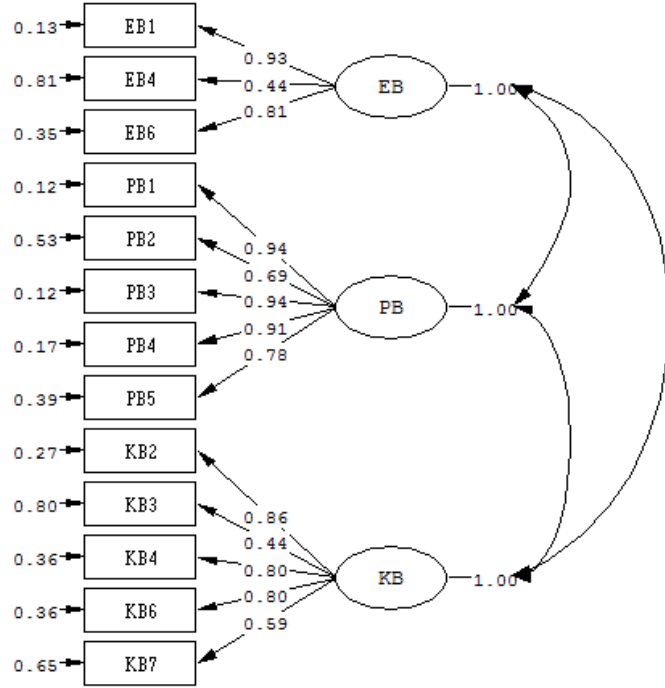 0.13 EB1
0.93
0.81 EB4 0.44 EB 1.00
0.81
0.35 EB6
0.12 PB1
0.53 PB2 0.94
0.69
0.12 PB3 0.94 PB 1.00
0.91
0.17 PB4 0.78
0.39 PB5
0.27 KB2
0.80 KB3 0.86
0.44
0.36 KB4 0.80 KB 1.00
0.36 KB6 0.80
0.59
0.65 KB7